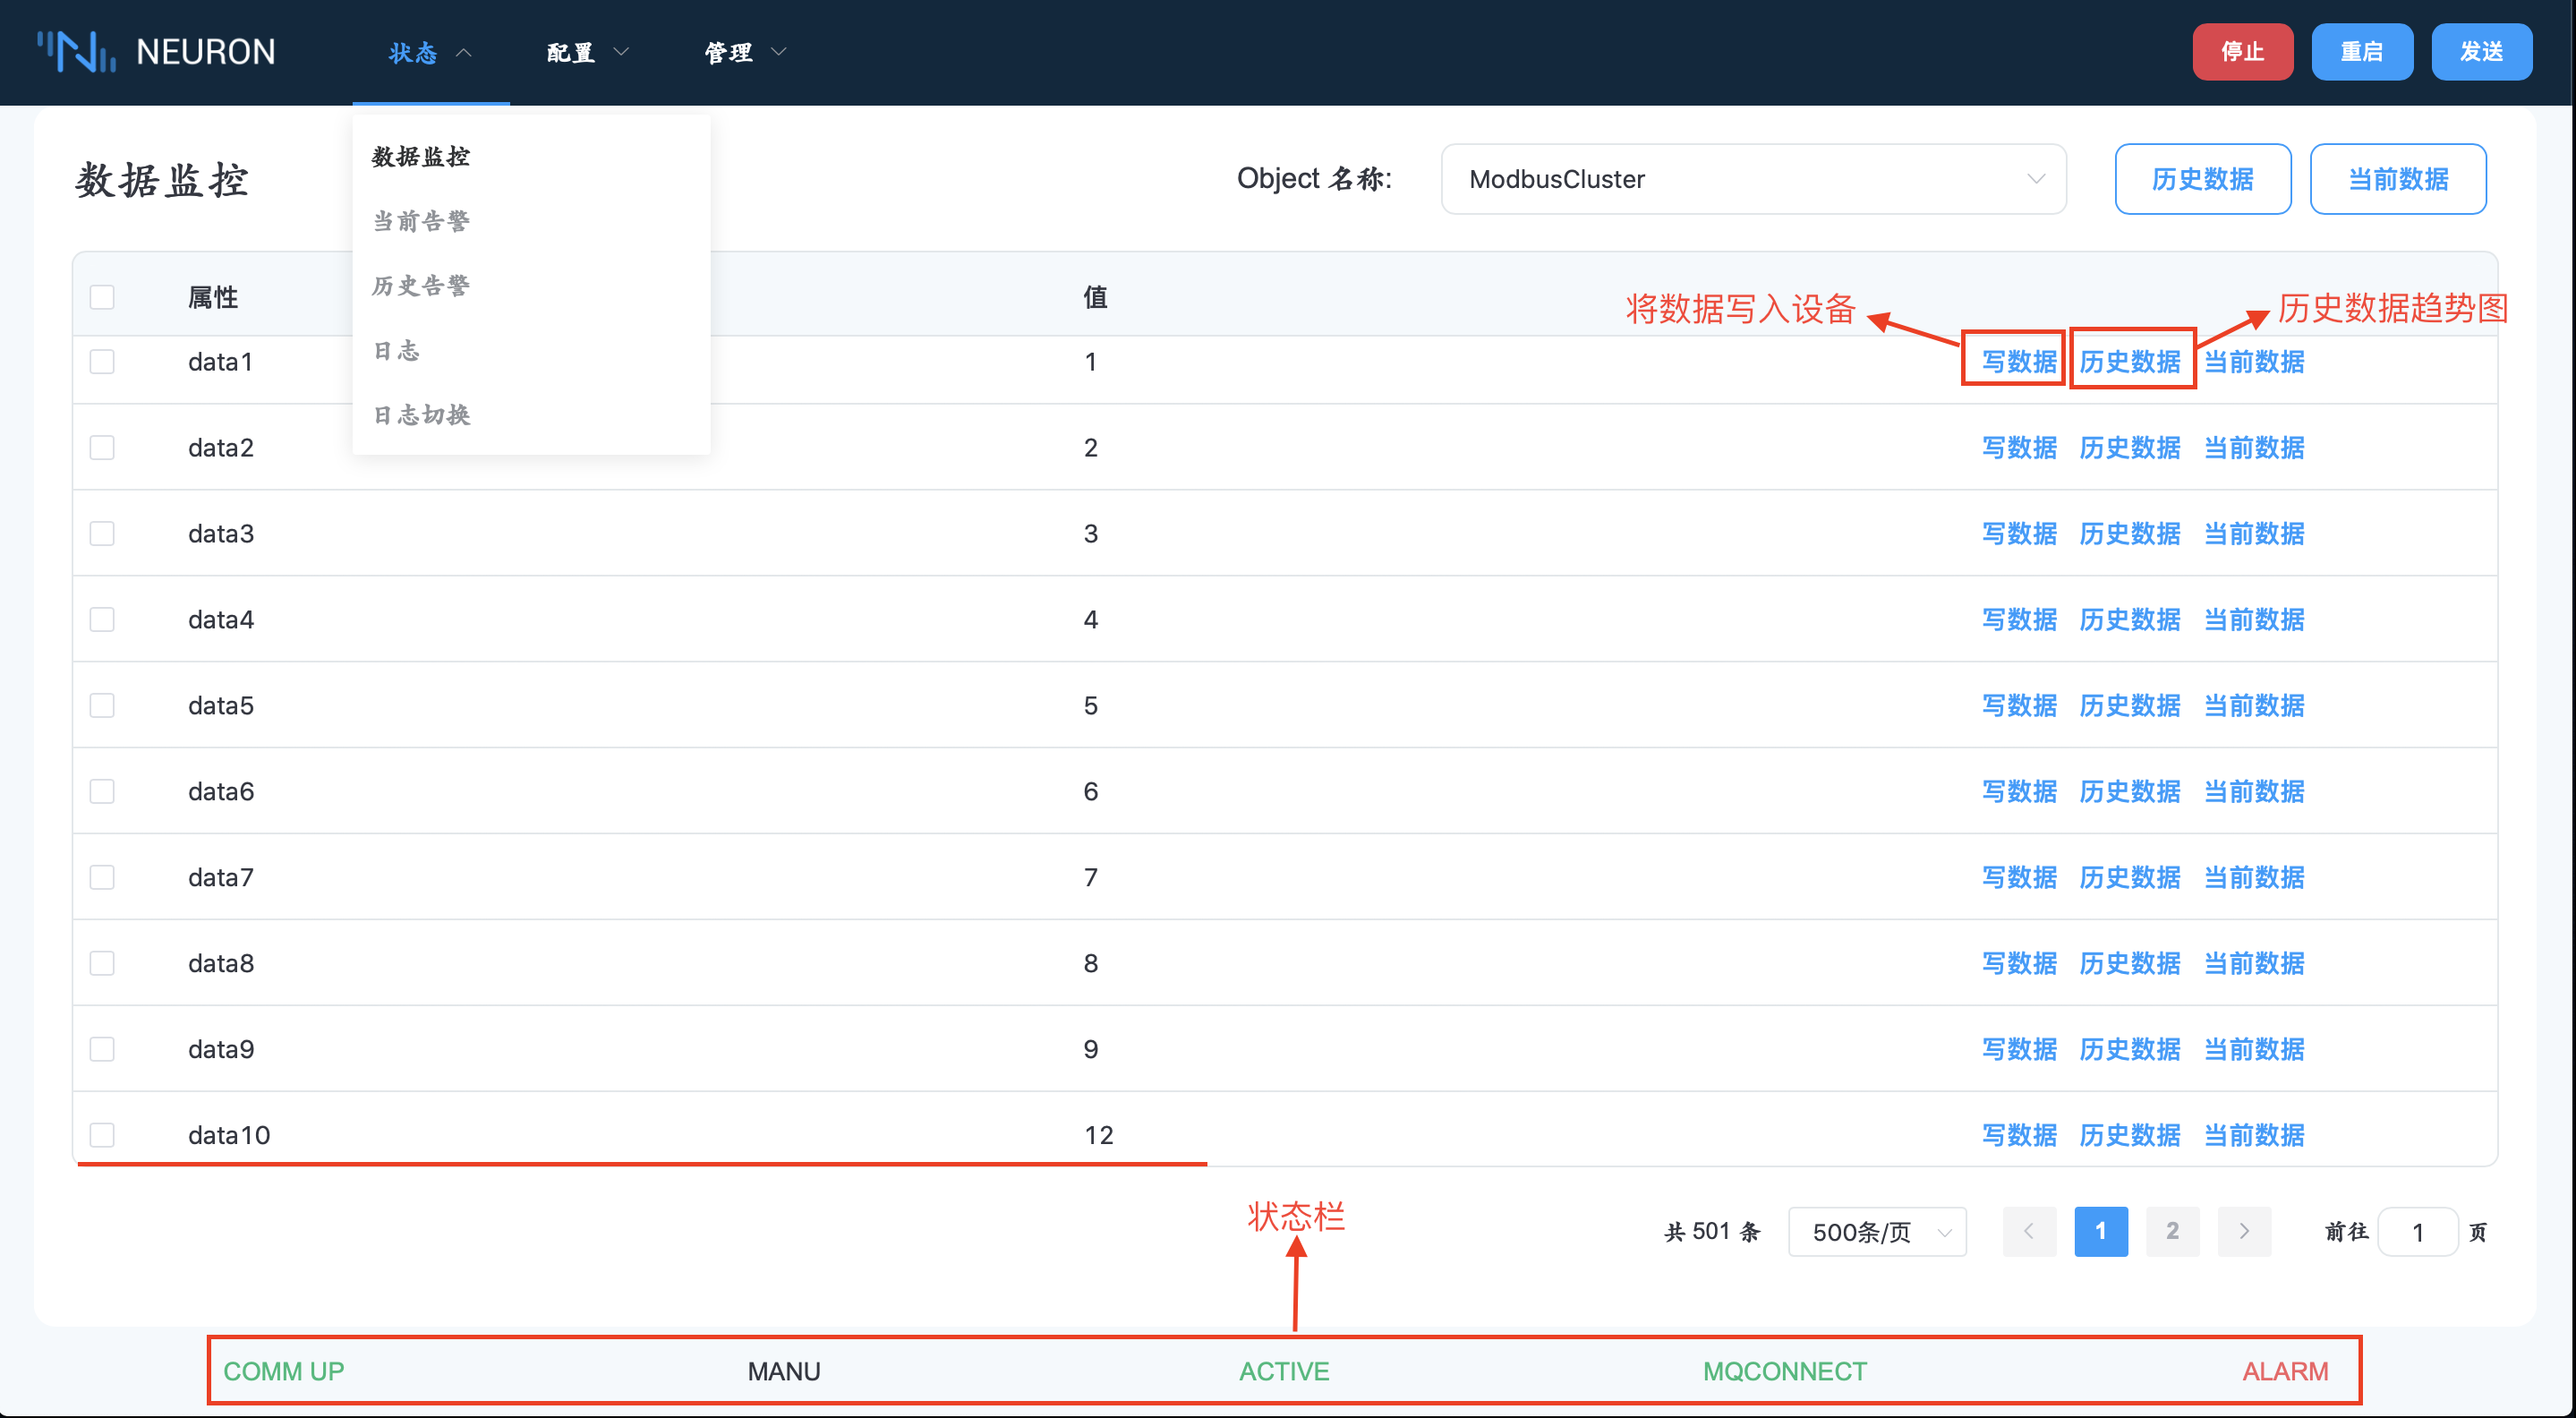 NEURON 状态 配置 管理 停止 重启 发送
数据监控
当前告警
历史告警
日志
日志切换
数据监控 Object 名称: ModbusCluster 历史数据 当前数据
属性 值
将数据写入设备 历史数据趋势图
data1 1 写数据 历史数据 当前数据
data2 2 写数据 历史数据 当前数据
data3 3 写数据 历史数据 当前数据
data4 4 写数据 历史数据 当前数据
data5 5 写数据 历史数据 当前数据
data6 6 写数据 历史数据 当前数据
data7 7 写数据 历史数据 当前数据
data8 8 写数据 历史数据 当前数据
data9 9 写数据 历史数据 当前数据
data10 12 写数据 历史数据 当前数据
状态栏
共 501 条 500条/页 1 2 前往 1 页
COMM UP MANU ACTIVE MQCONNECT ALARM